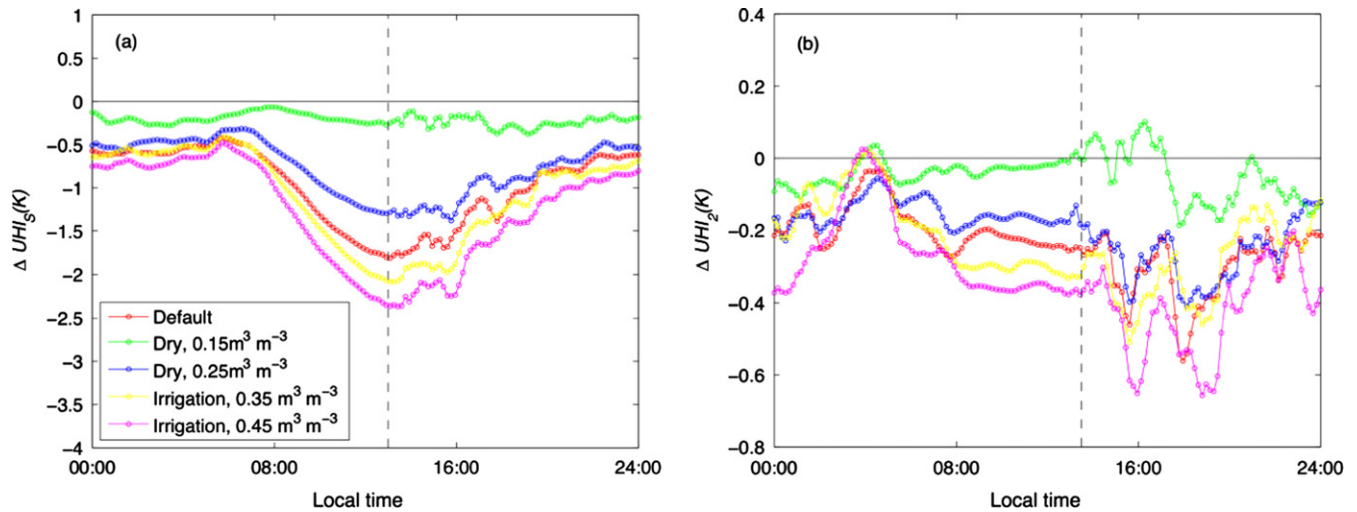 (a)
Δ UHI_S(K)
1
0.5
0
−0.5
−1
−1.5
−2
−2.5
−3
−3.5
−4
Default
Dry, 0.15m³ m⁻³
Dry, 0.25m³ m⁻³
Irrigation, 0.35 m³ m⁻³
Irrigation, 0.45 m³ m⁻³
00:00 08:00 16:00 24:00
Local time
(b)
Δ UHI₂(K)
0.4
0.2
0
−0.2
−0.4
−0.6
−0.8
00:00 08:00 16:00 24:00
Local time